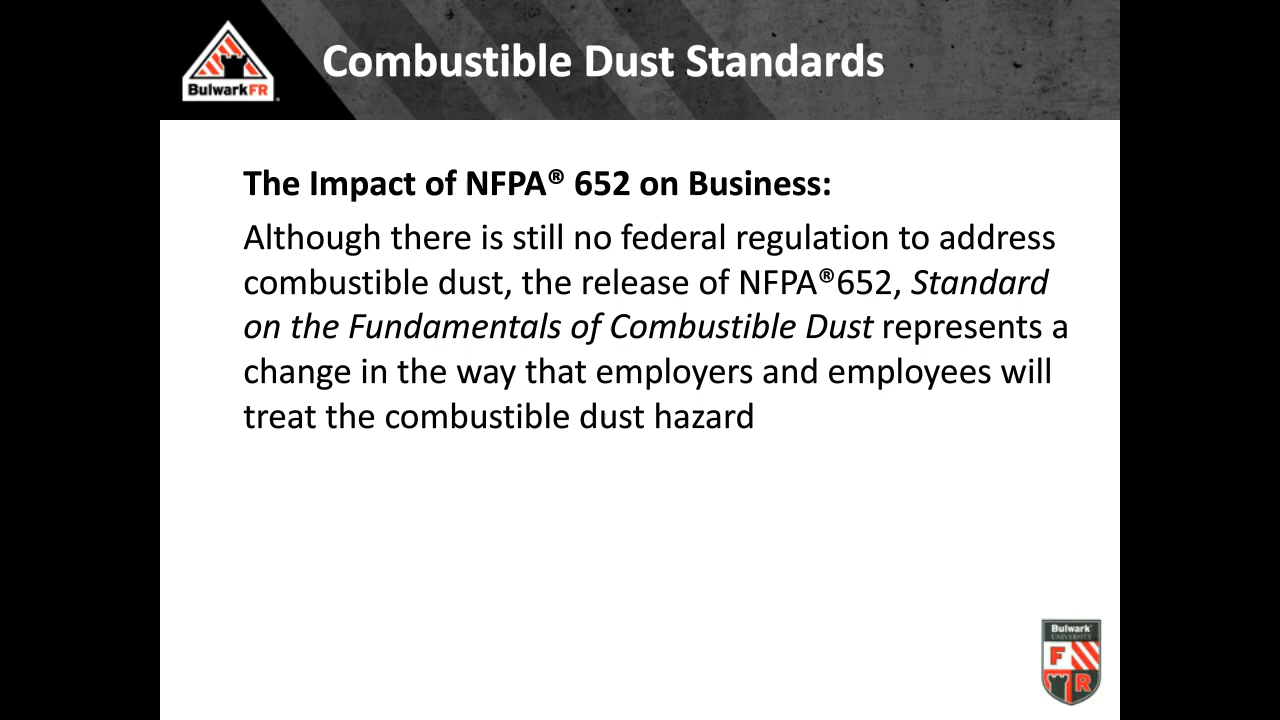 BulwarkFR
Combustible Dust Standards
The Impact of NFPA® 652 on Business:
Although there is still no federal regulation to address
combustible dust, the release of NFPA®652, Standard
on the Fundamentals of Combustible Dust represents a
change in the way that employers and employees will
treat the combustible dust hazard
Bulwark
UNIVERSITY
F
R